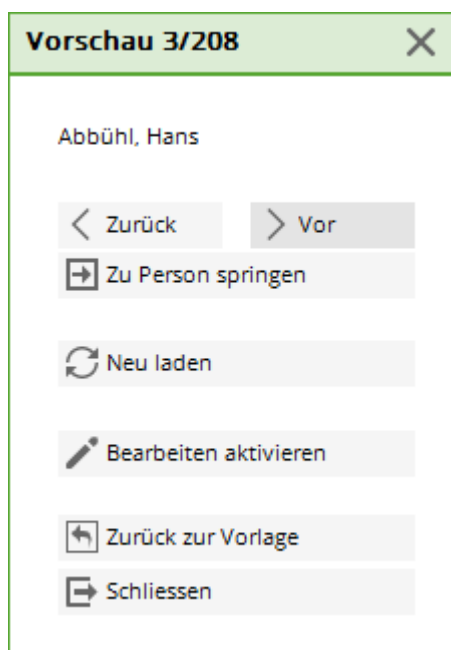 Vorschau 3/208
Abbühl, Hans
Zurück
Vor
Zu Person springen
Neu laden
Bearbeiten aktivieren
Zurück zur Vorlage
Schliessen